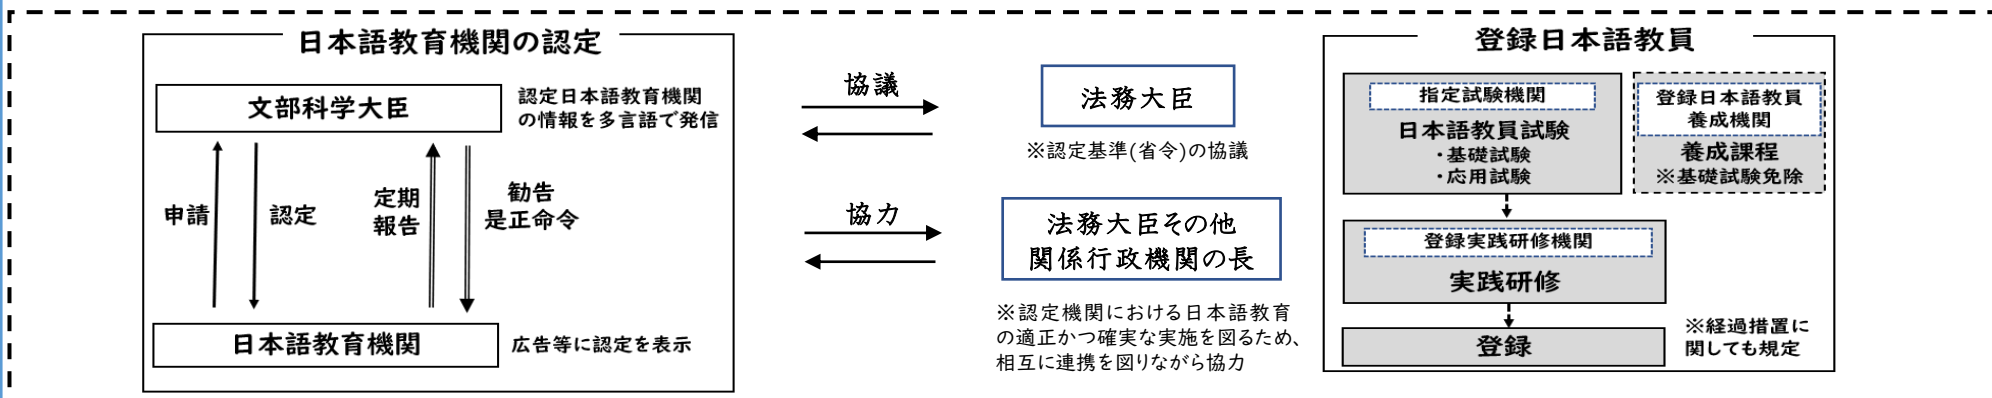 日本語教育機関の認定
文部科学大臣
認定日本語教育機関
の情報を多言語で発信
申請
認定
定期
報告
勧告
是正命令
日本語教育機関
広告等に認定を表示
協議
法務大臣
※認定基準(省令)の協議
協力
法務大臣その他
関係行政機関の長
※認定機関における日本語教育
の適正かつ確実な実施を図るため、
相互に連携を図りながら協力
登録日本語教員
指定試験機関
日本語教員試験
・基礎試験
・応用試験
登録日本語教員
養成機関
養成課程
※基礎試験免除
登録実践研修機関
実践研修
登録
※経過措置に
関しても規定